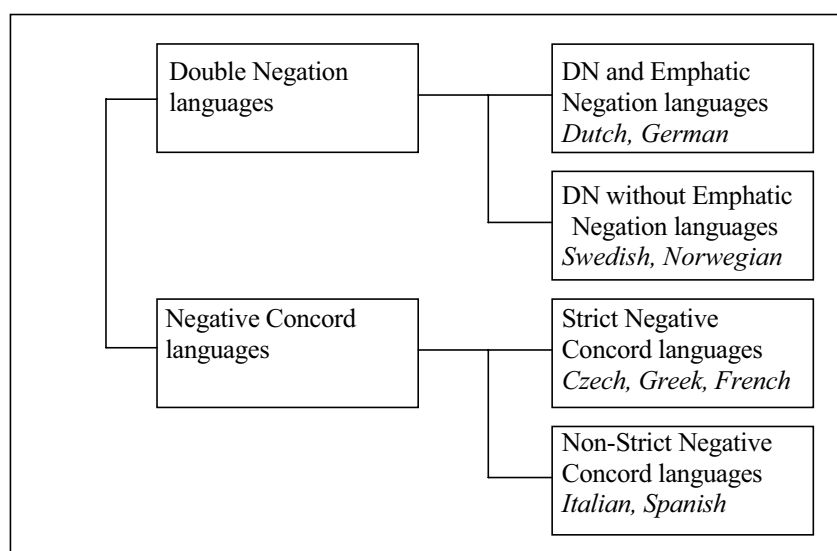 Double Negation
languages
DN and Emphatic
Negation languages
Dutch, German
DN without Emphatic
Negation languages
Swedish, Norwegian
Negative Concord
languages
Strict Negative
Concord languages
Czech, Greek, French
Non-Strict Negative
Concord languages
Italian, Spanish